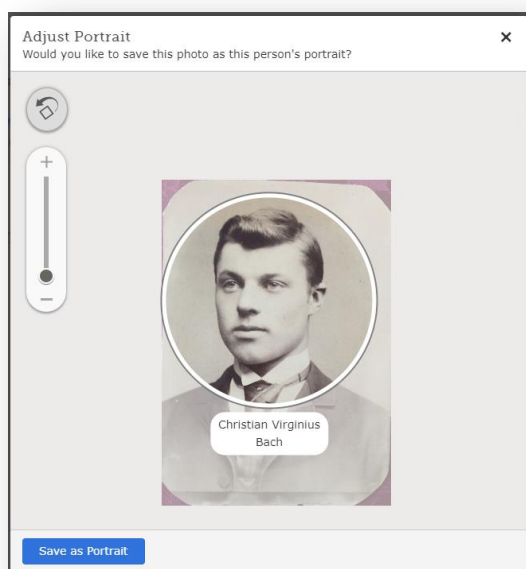 Adjust Portrait
Would you like to save this photo as this person's portrait?
Christian Virginius
Bach
Save as Portrait